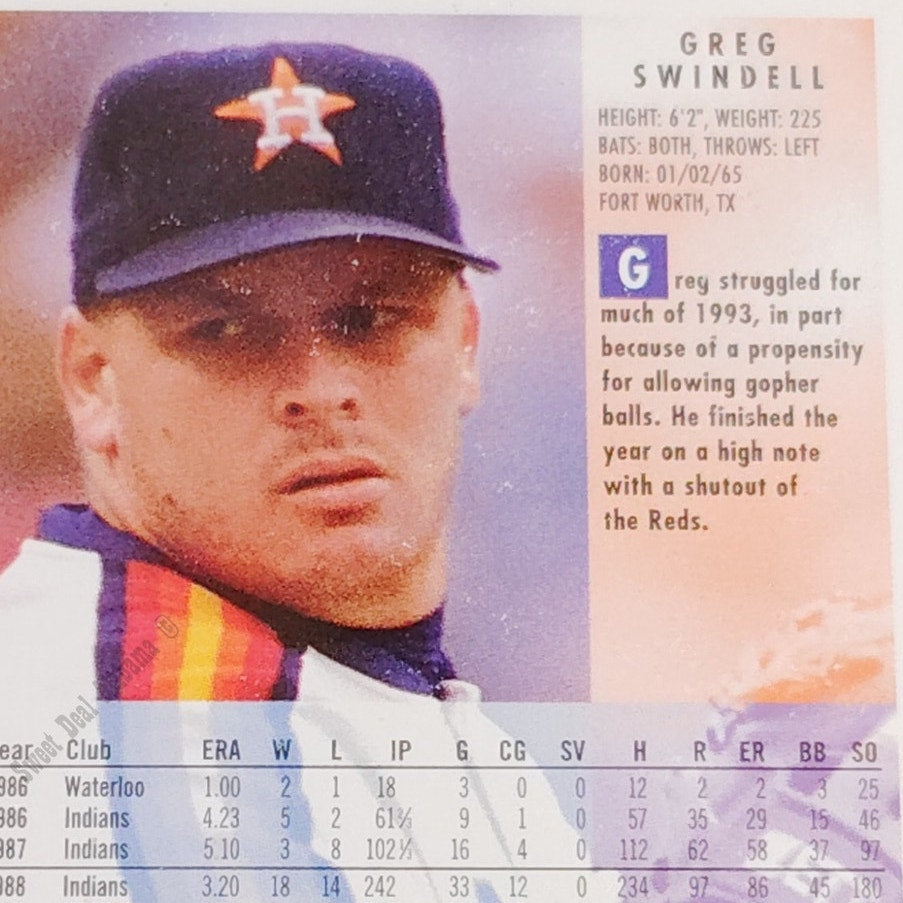 H
GREG
SWINDELL
HEIGHT: 6'2", WEIGHT: 225
BATS: BOTH, THROWS: LEFT
BORN: 01/02/65
FORT WORTH, TX
Greg struggled for
much of 1993, in part
because of a propensity
for allowing gopher
balls. He finished the
year on a high note
with a shutout of
the Reds.
Sweet Deal
ear Club ERA W L IP G CG SV H R ER BB SO
986 Waterloo 1.00 2 1 18 3 0 0 12 2 2 3 25
986 Indians 4.23 5 2 61⅔ 9 1 0 57 35 29 15 46
987 Indians 5.10 3 8 102⅓ 16 4 0 112 62 58 37 97
988 Indians 3.20 18 14 242 33 12 0 234 97 86 45 180